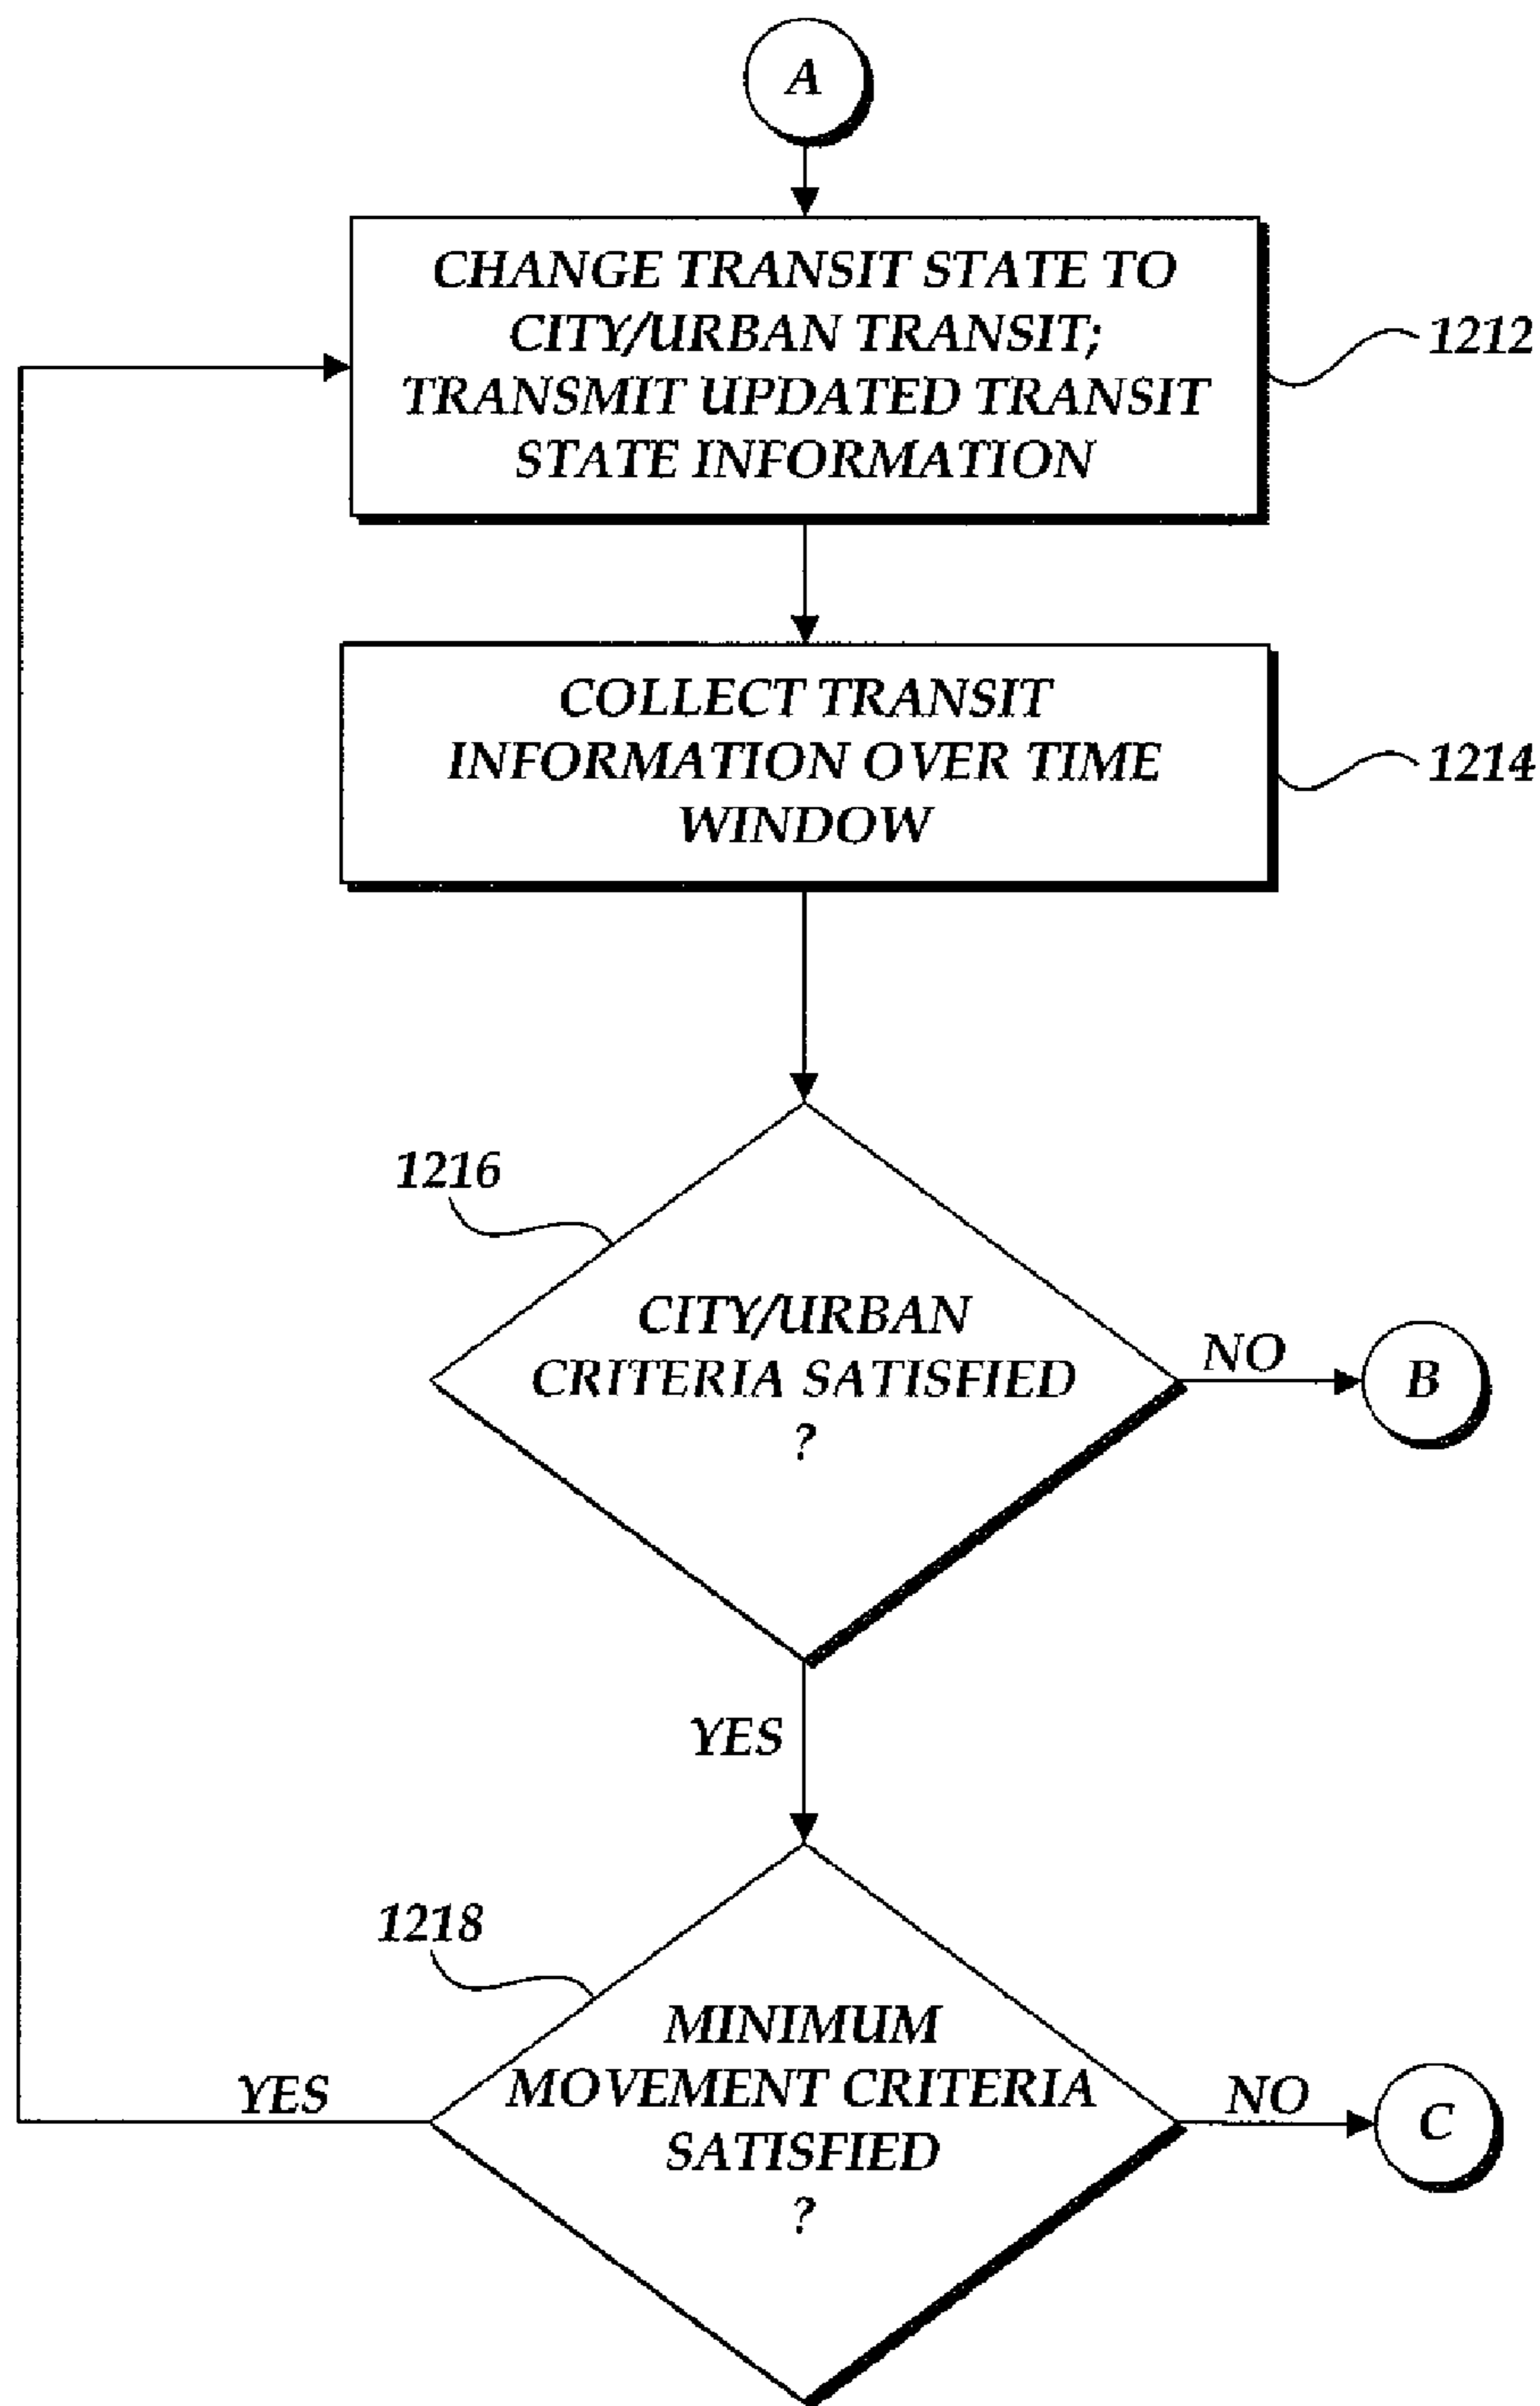 A
CHANGE TRANSIT STATE TO
CITY/URBAN TRANSIT;
TRANSMIT UPDATED TRANSIT
STATE INFORMATION
1212
COLLECT TRANSIT
INFORMATION OVER TIME
WINDOW
1214
1216
CITY/URBAN
CRITERIA SATISFIED
?
NO
B
YES
1218
MINIMUM
MOVEMENT CRITERIA
SATISFIED
?
YES
NO
C